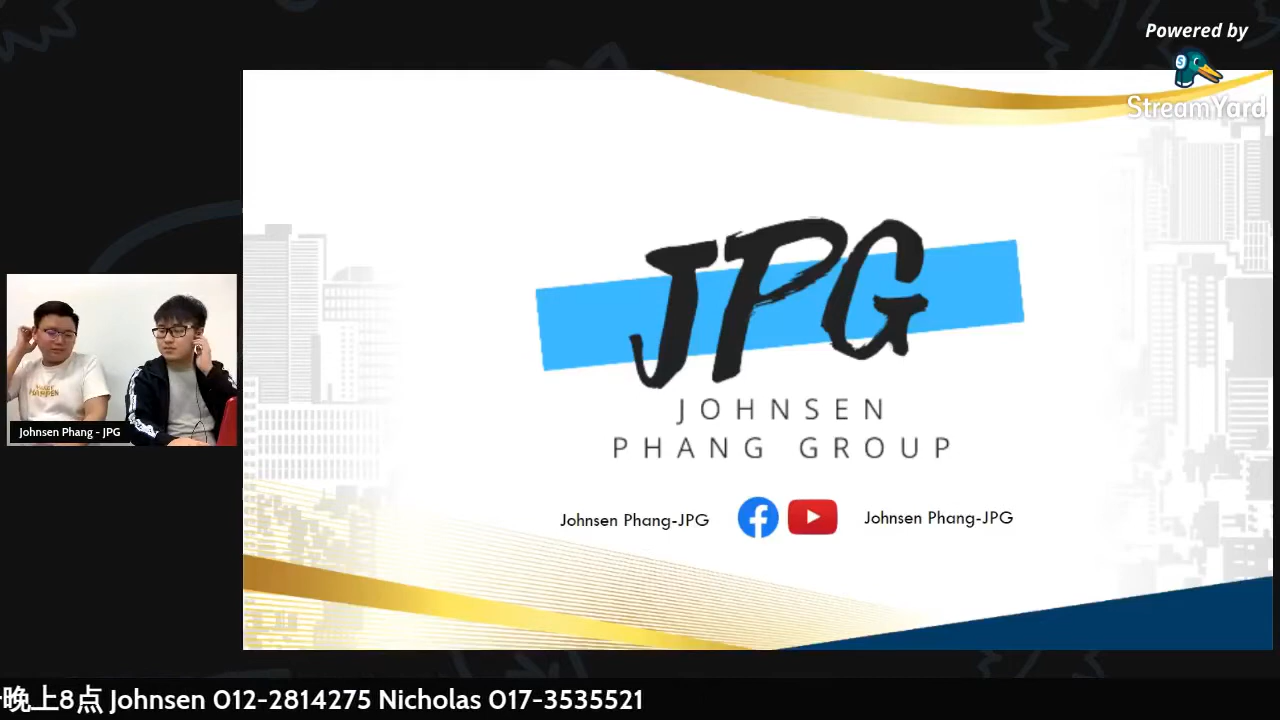 Powered by
StreamYard
JPG
JOHNSEN
PHANG GROUP
Johnsen Phang-JPG
Johnsen Phang-JPG
Johnsen Phang - JPG
晚上8点 Johnsen 012-2814275 Nicholas 017-3535521